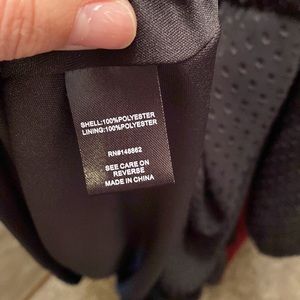 SHELL:100%POLYESTER
LINING:100%POLYESTER
RN#148862
SEE CARE ON
REVERSE
MADE IN CHINA